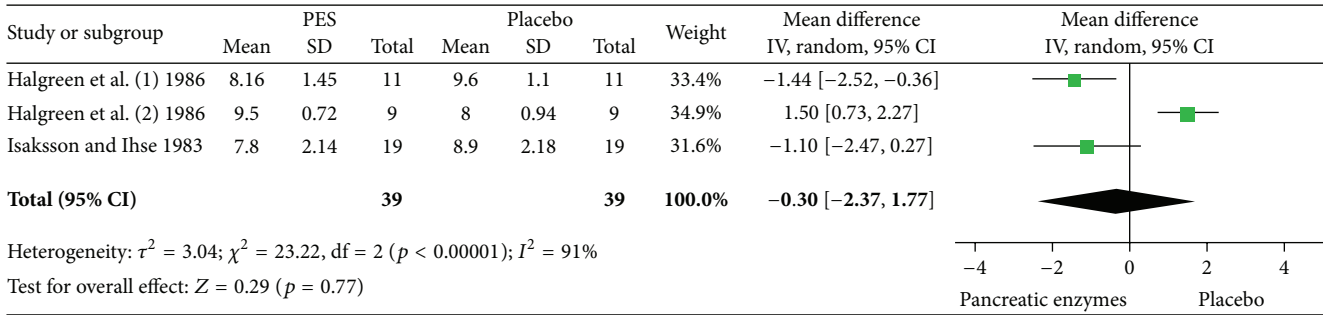 Study or subgroup PES Placebo Weight Mean difference Mean difference
Mean SD Total Mean SD Total IV, random, 95% CI IV, random, 95% CI
Halgreen et al. (1) 1986 8.16 1.45 11 9.6 1.1 11 33.4% −1.44 [−2.52, −0.36]
Halgreen et al. (2) 1986 9.5 0.72 9 8 0.94 9 34.9% 1.50 [0.73, 2.27]
Isaksson and Ihse 1983 7.8 2.14 19 8.9 2.18 19 31.6% −1.10 [−2.47, 0.27]
Total (95% CI) 39 39 100.0% −0.30 [−2.37, 1.77]
Heterogeneity: τ² = 3.04; χ² = 23.22, df = 2 (p < 0.00001); I² = 91%
Test for overall effect: Z = 0.29 (p = 0.77)
−4 −2 0 2 4
Pancreatic enzymes Placebo